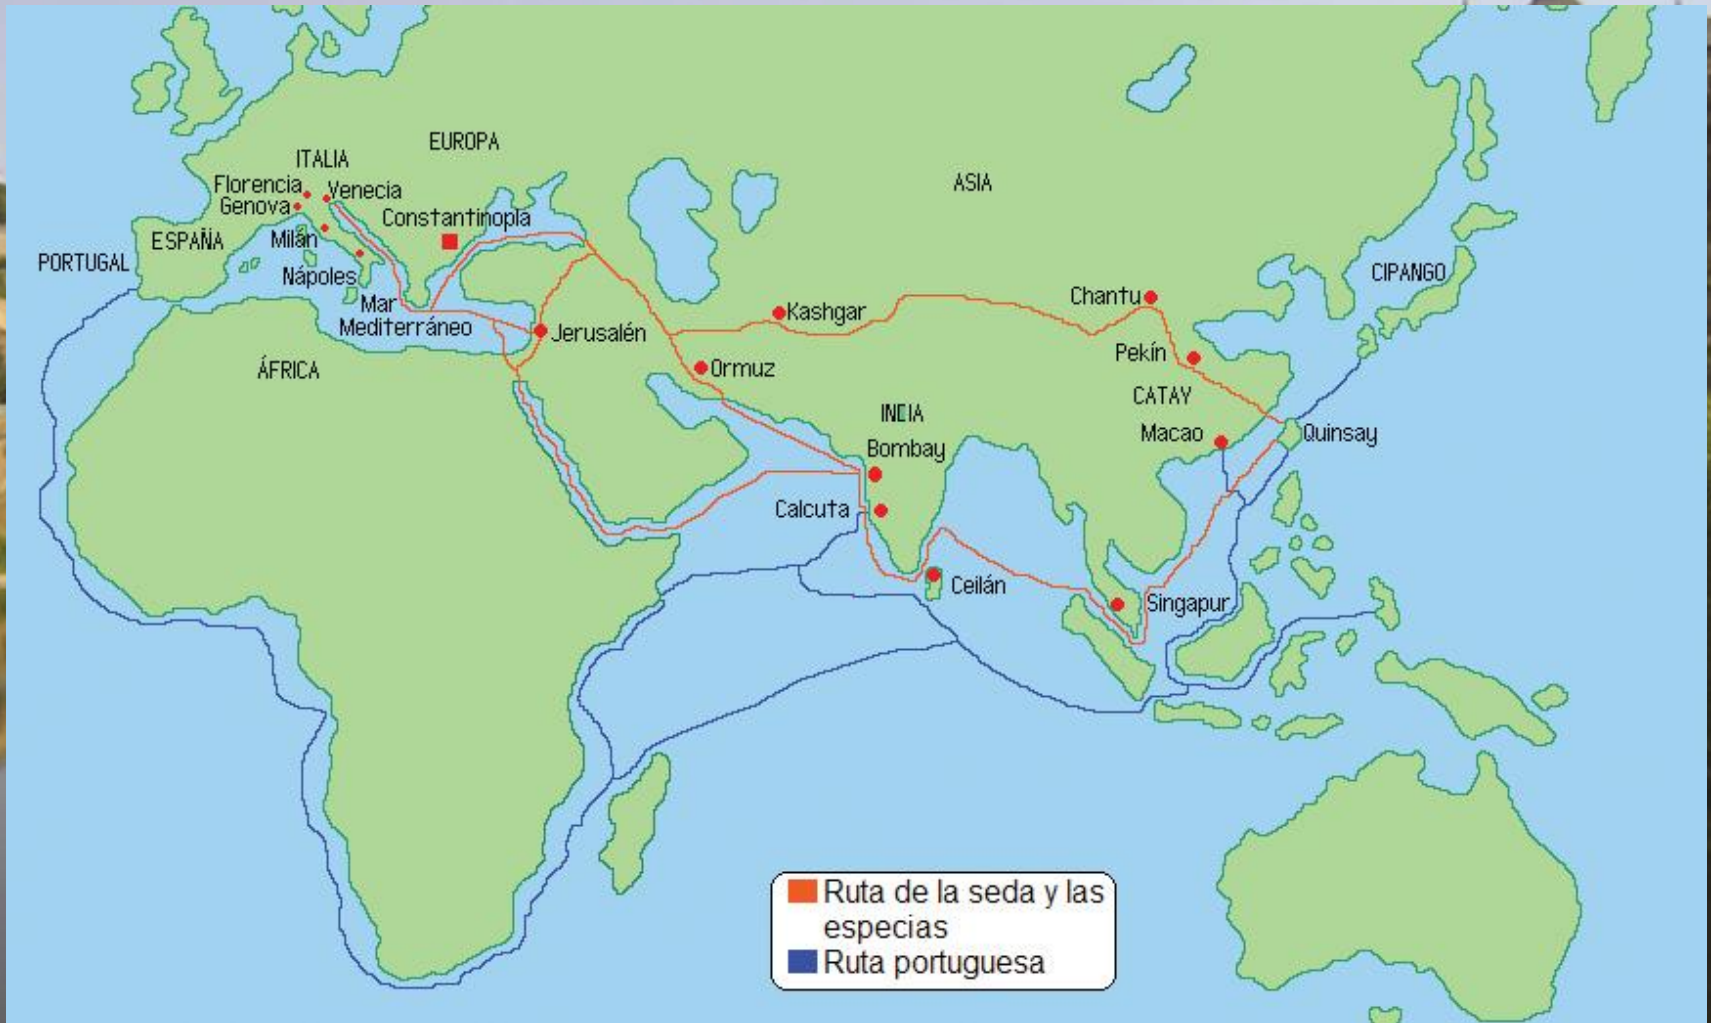 EUROPA
ITALIA
Florencia
Venecia
Genova
Constantinopla
ASIA
ESPAÑA
Milán
PORTUGAL
Nápoles
CIPANGO
Mar
Mediterráneo
Kashgar
Chantu
Jerusalén
Pekín
ÁFRICA
Ormuz
CATAY
INDIA
Macao
Quinsay
Bombay
Calcuta
Ceilán
Singapur
Ruta de la seda y las
especias
Ruta portuguesa